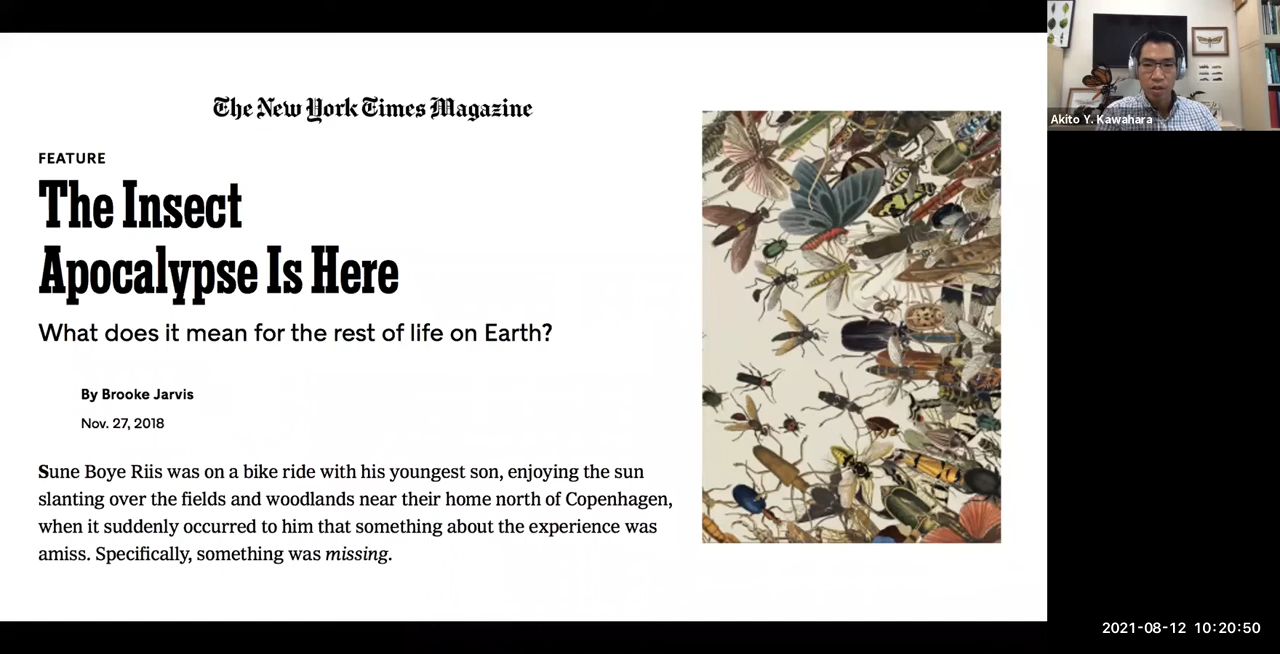 The New York Times Magazine
FEATURE
The Insect
Apocalypse Is Here
What does it mean for the rest of life on Earth?
By Brooke Jarvis
Nov. 27, 2018
Sune Boye Riis was on a bike ride with his youngest son, enjoying the sun
slanting over the fields and woodlands near their home north of Copenhagen,
when it suddenly occurred to him that something about the experience was
amiss. Specifically, something was missing.
Akito Y. Kawahara
2021-08-12 10:20:50